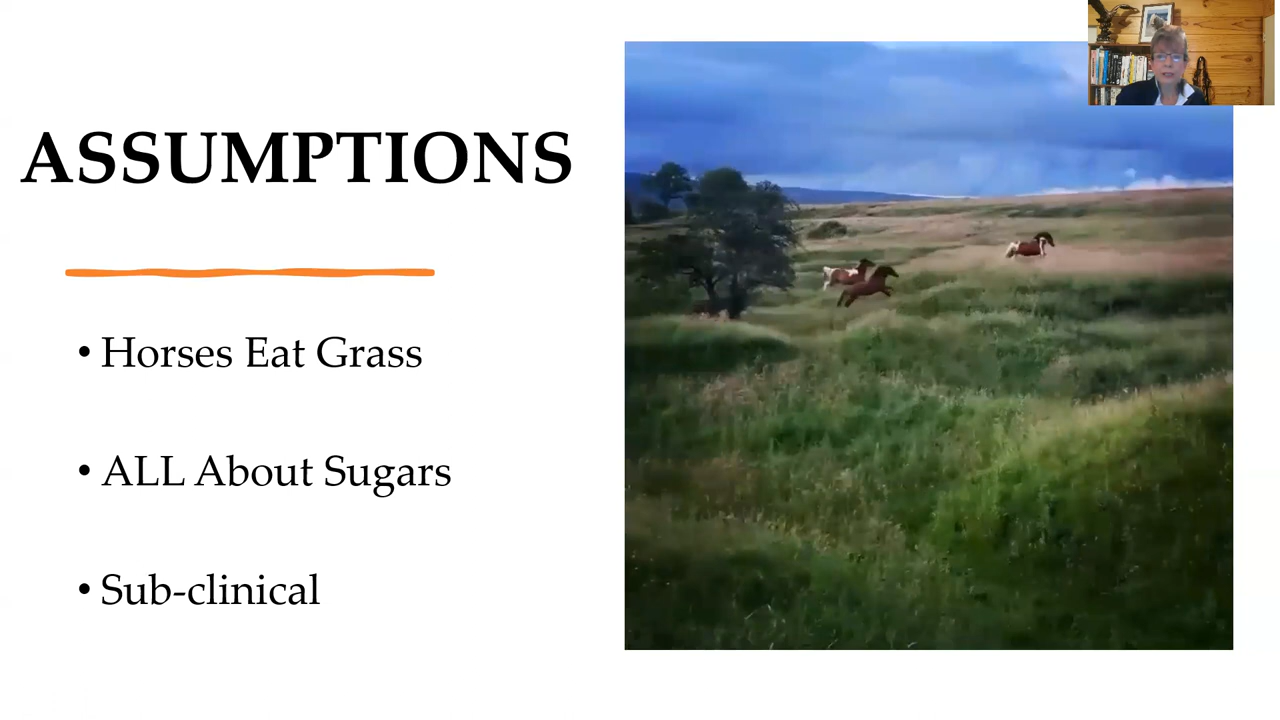 ASSUMPTIONS
• Horses Eat Grass
• ALL About Sugars
• Sub-clinical